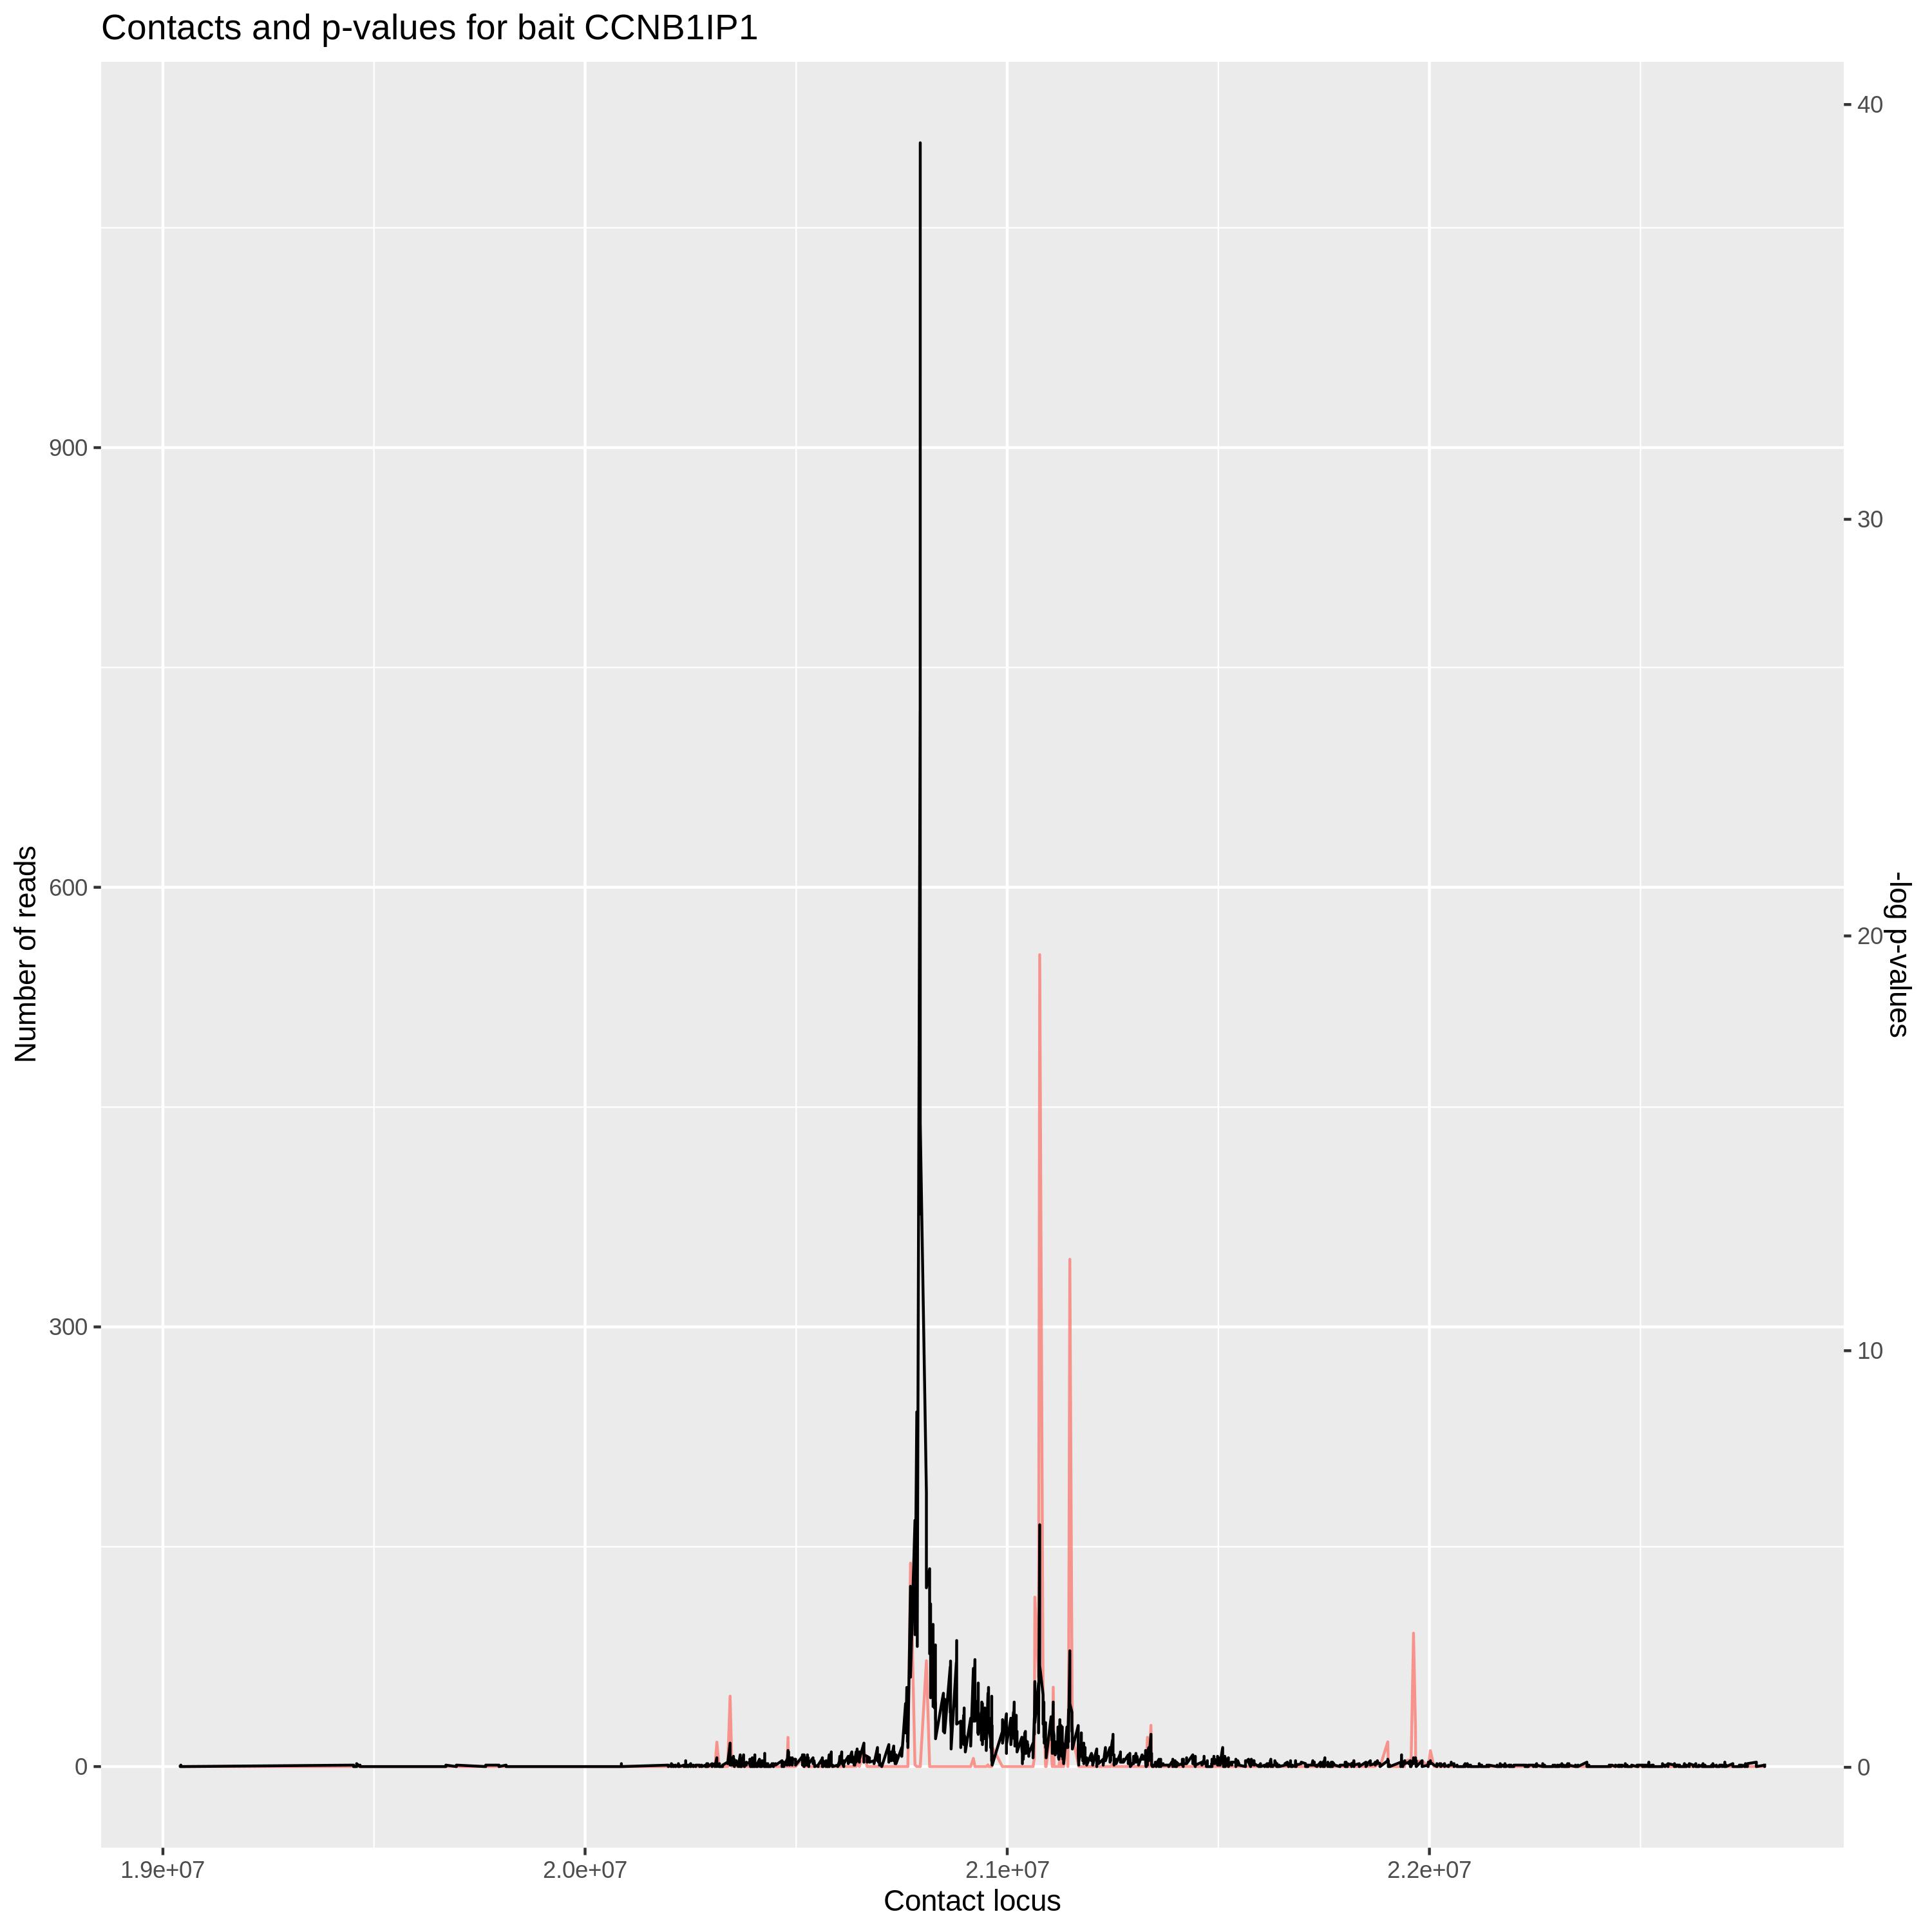 Contacts and p-values for bait CCNB1IP1
Number of reads
900
600
300
0
40
30
20
10
0
-log p-values
1.9e+07
2.0e+07
2.1e+07
2.2e+07
Contact locus